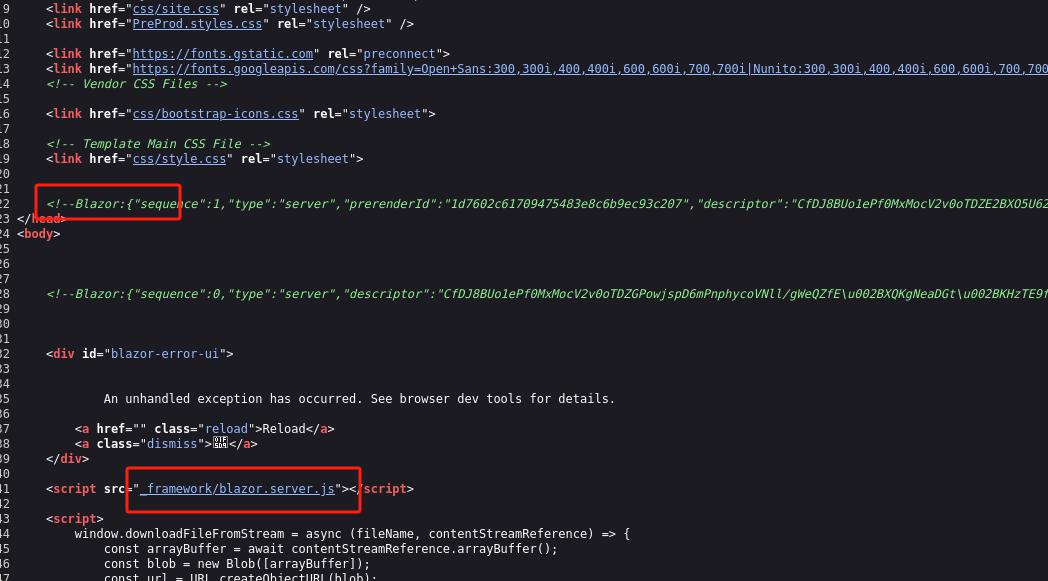 9 <link href="css/site.css" rel="stylesheet" />
10 <link href="PreProd.styles.css" rel="stylesheet" />
11
12 <link href="https://fonts.gstatic.com" rel="preconnect">
13 <link href="https://fonts.googleapis.com/css?family=Open+Sans:300,300i,400,400i,600,600i,700,700i|Nunito:300,300i,400,400i,600,600i,700,700
14 <!-- Vendor CSS Files -->
15
16 <link href="css/bootstrap-icons.css" rel="stylesheet">
17
18 <!-- Template Main CSS File -->
19 <link href="css/style.css" rel="stylesheet">
20
21
22 <!--Blazor:{"sequence":1,"type":"server","prerenderId":"1d7602c61709475483e8c6b9ec93c207","descriptor":"CfDJ8BUo1ePf0MxMocV2v0oTDZE2BXO5U62
23 </head>
24 <body>
25
26
27
28 <!--Blazor:{"sequence":0,"type":"server","descriptor":"CfDJ8BUo1ePf0MxMocV2v0oTDZGPowjspD6mPnphycoVNll/gWeQZfE\u002BXQKgNeaDGt\u002BKHzTE9f
29
30
31
32 <div id="blazor-error-ui">
33
34
35 An unhandled exception has occurred. See browser dev tools for details.
36
37 <a href="" class="reload">Reload</a>
38 <a class="dismiss"></a>
39 </div>
40
41 <script src="_framework/blazor.server.js"></script>
42
43 <script>
44 window.downloadFileFromStream = async (fileName, contentStreamReference) => {
45 const arrayBuffer = await contentStreamReference.arrayBuffer();
46 const blob = new Blob([arrayBuffer]);
47 const url = URL.createObjectURL(blob);